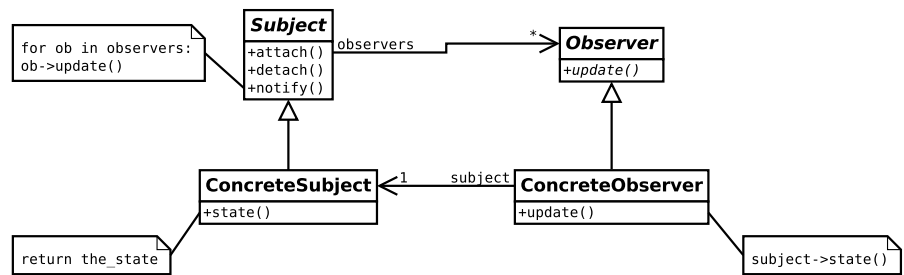 Subject
+attach()
+detach()
+notify()
for ob in observers:
ob->update()
observers
*
Observer
+update()
ConcreteSubject
+state()
1
subject
ConcreteObserver
+update()
return the_state
subject->state()